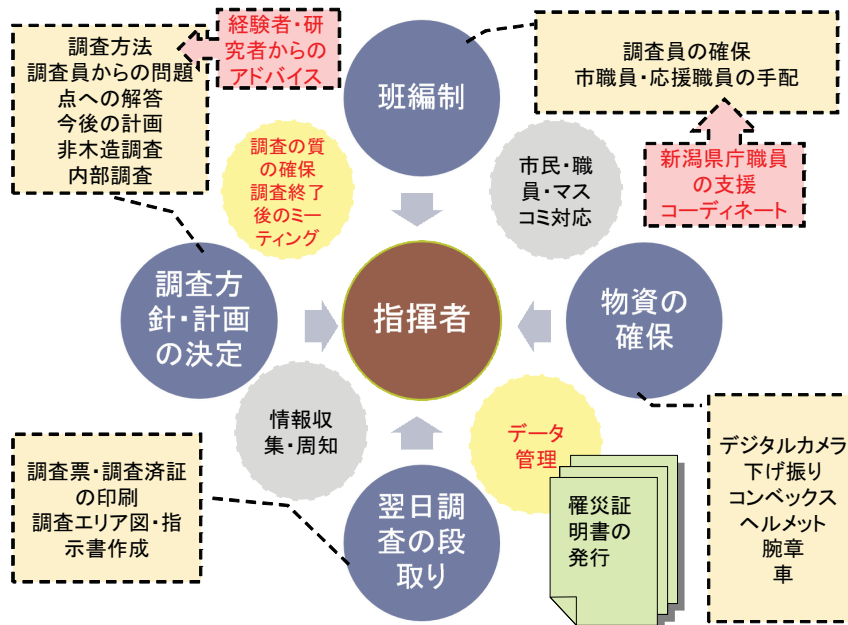 調査方法
調査員からの問題
点への解答
今後の計画
非木造調査
内部調査
経験者・研
究者からの
アドバイス
班編制
調査員の確保
市職員・応援職員の手配
新潟県庁職員
の支援
コーディネート
調査の質
の確保
調査終了
後のミー
ティング
市民・職
員・マス
コミ対応
調査方
針・計画
の決定
指揮者
物資の
確保
情報収
集・周知
データ
管理
調査票・調査済証
の印刷
調査エリア図・指
示書作成
翌日調
査の段
取り
罹災証
明書の
発行
デジタルカメラ
下げ振り
コンベックス
ヘルメット
腕章
車